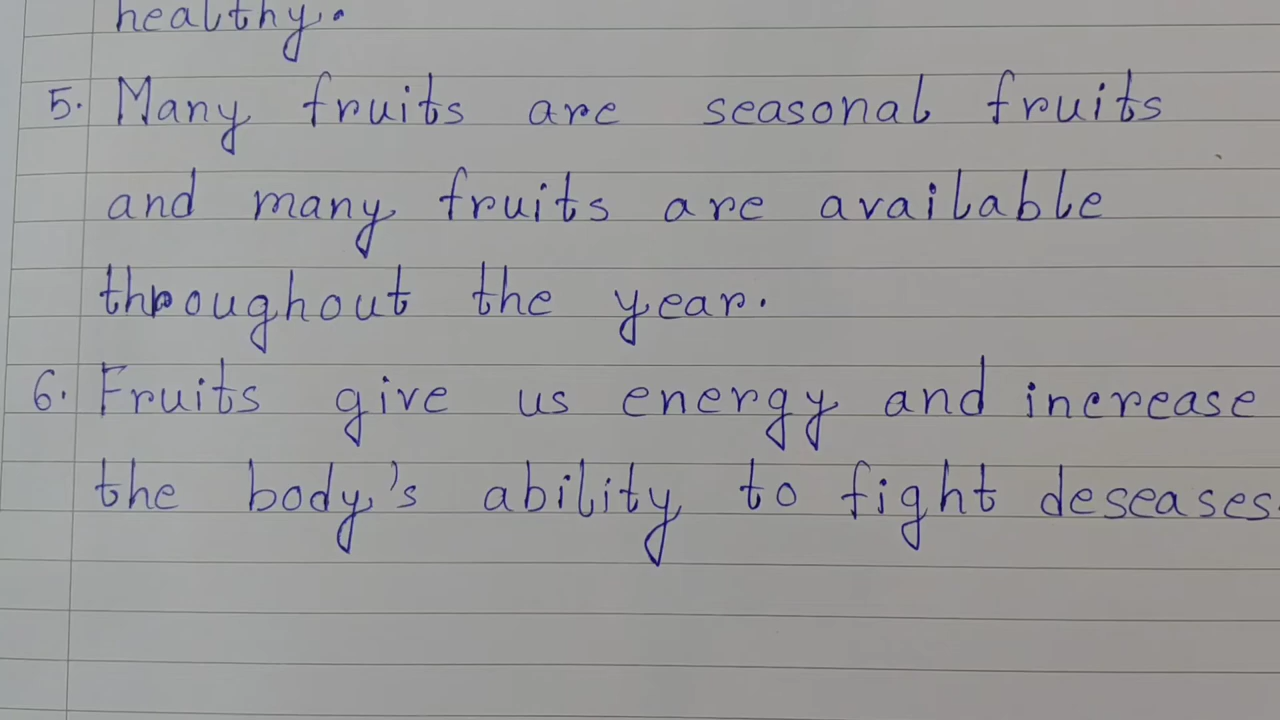 healthy.
5. Many fruits are seasonal fruits
and many fruits are available
throughout the year.
6. Fruits give us energy and increase
the body's ability to fight deseases.